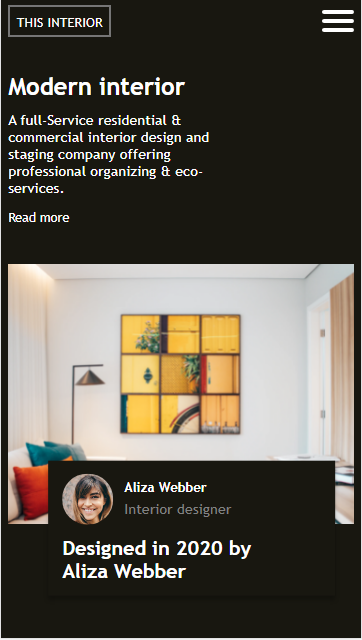 THIS INTERIOR
Modern interior
A full-Service residential &
commercial interior design and
staging company offering
professional organizing & eco-
services.
Read more
Aliza Webber
Interior designer
Designed in 2020 by
Aliza Webber